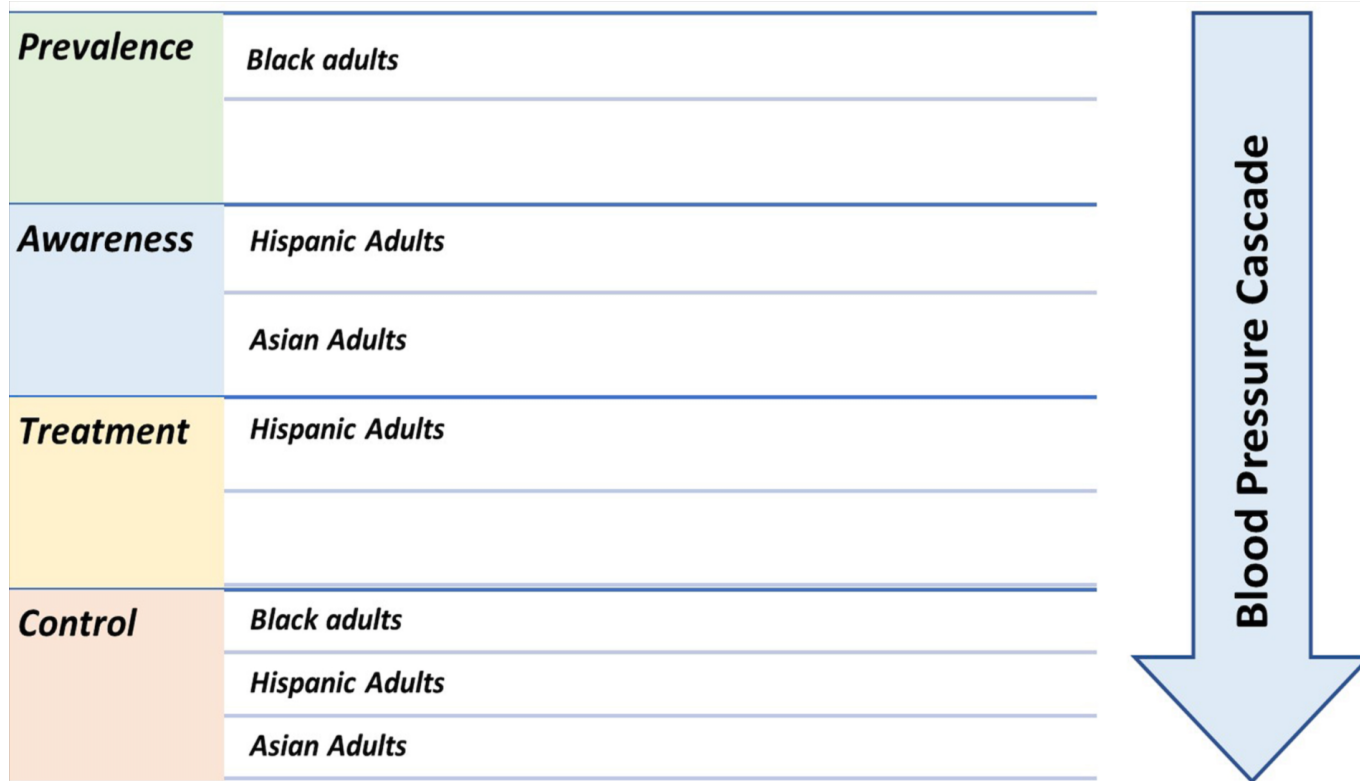 Prevalence
Black adults
Awareness
Hispanic Adults
Asian Adults
Treatment
Hispanic Adults
Control
Black adults
Hispanic Adults
Asian Adults
Blood Pressure Cascade